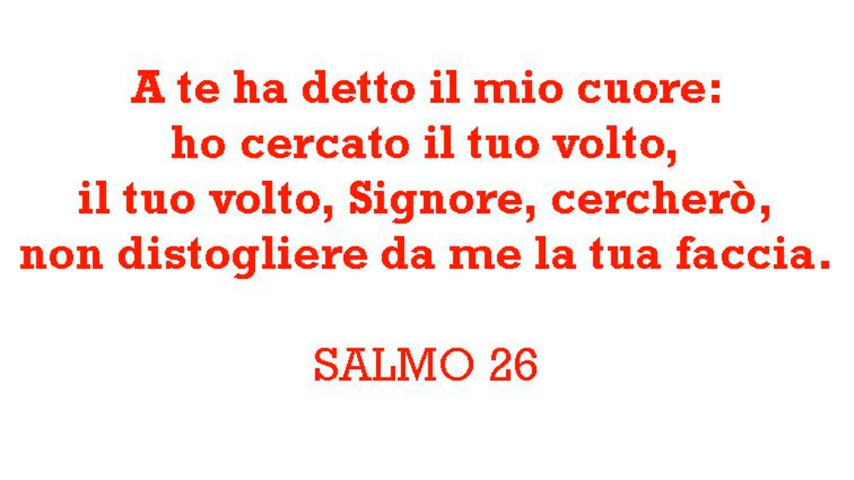 A te ha detto il mio cuore:
ho cercato il tuo volto,
il tuo volto, Signore, cercherò,
non distogliere da me la tua faccia.
SALMO 26